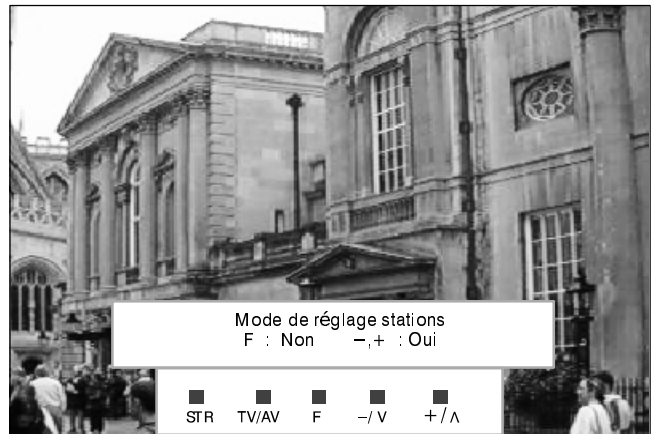 Mode de réglage stations
F : Non −,+ : Oui
STR TV/AV F −/∨ +/∧